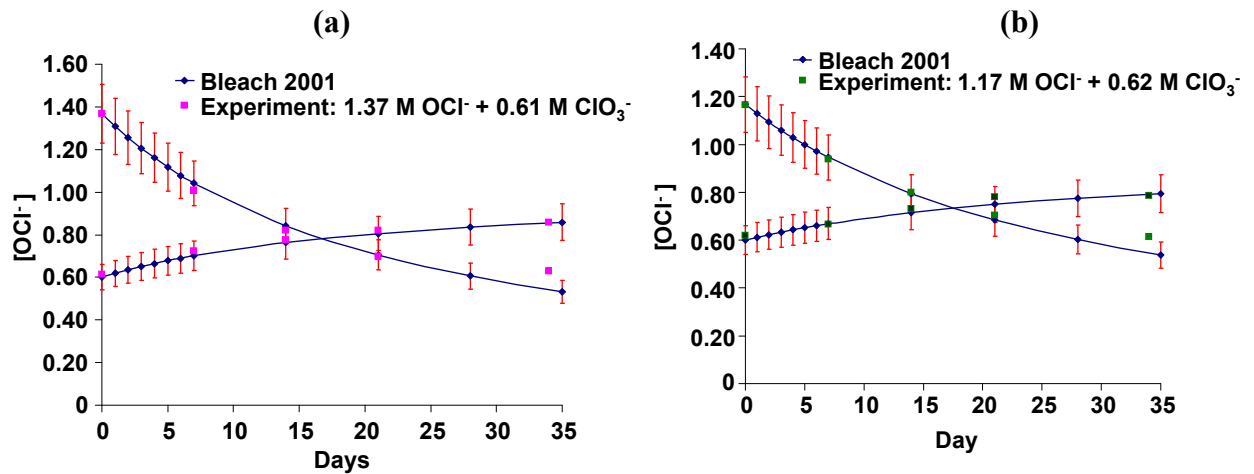 (a)
Bleach 2001
Experiment: 1.37 M OCl⁻ + 0.61 M ClO₃⁻
[OCl⁻]
1.60
1.40
1.20
1.00
0.80
0.60
0.40
0.20
0
0 5 10 15 20 25 30 35
Days
(b)
Bleach 2001
Experiment: 1.17 M OCl⁻ + 0.62 M ClO₃⁻
[OCl⁻]
1.40
1.20
1.00
0.80
0.60
0.40
0.20
0
0 5 10 15 20 25 30 35
Day